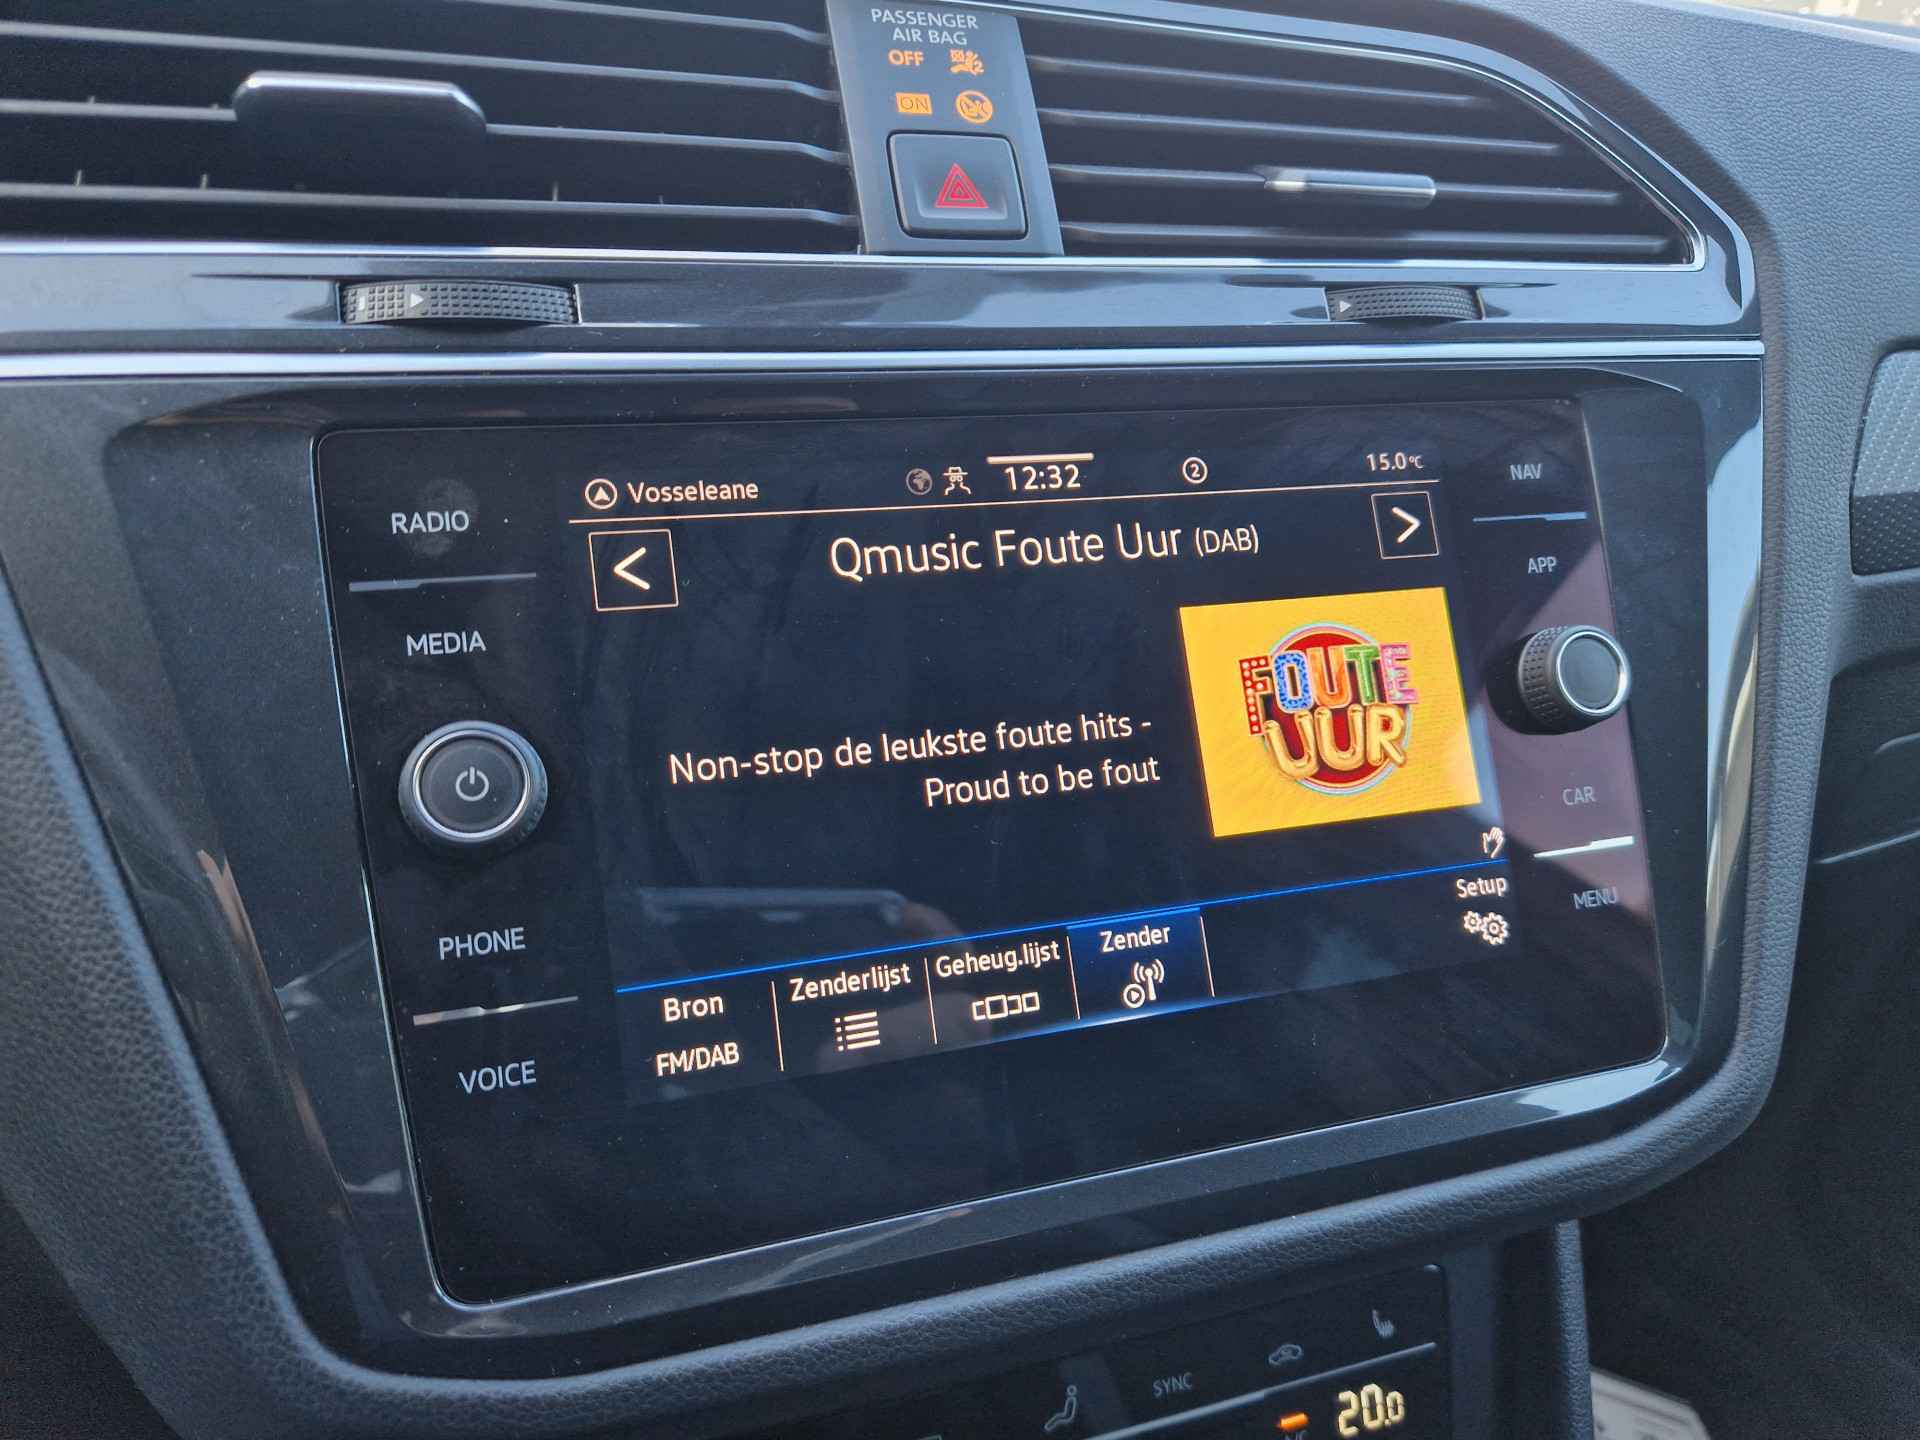 PASSENGER
AIR BAG
OFF
2
ON
Vosseleane
12:32
2
15.0°C
NAV
RADIO
Qmusic Foute Uur (DAB)
APP
MEDIA
FOUTE
UUR
Non-stop de leukste foute hits -
Proud to be fout
CAR
Setup
MENU
PHONE
Bron
Zenderlijst
Geheug.lijst
Zender
FM/DAB
VOICE
SYNC
20.0